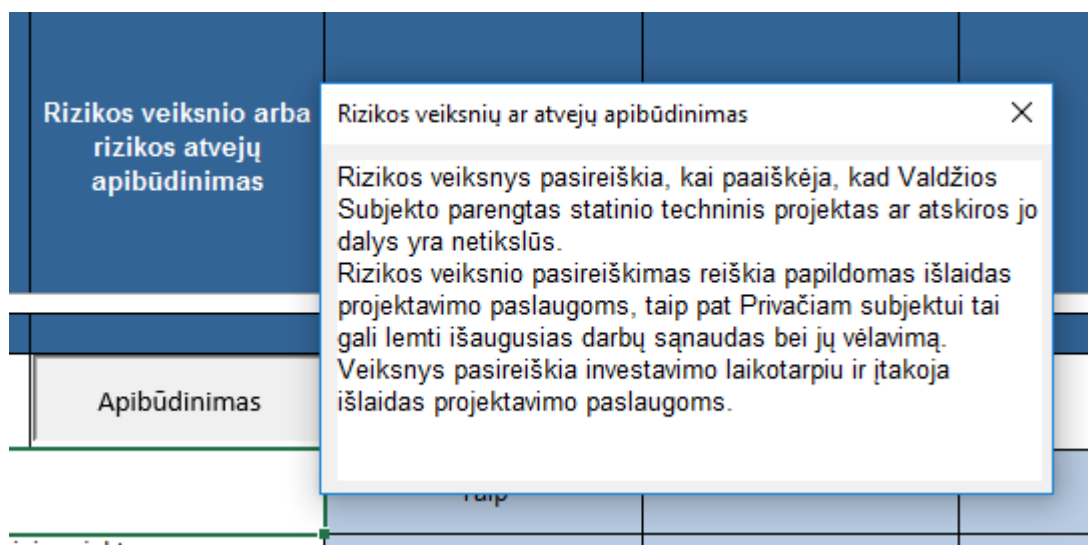 Rizikos veiksnio arba
rizikos atvejų
apibūdinimas
Rizikos veiksnių ar atvejų apibūdinimas
Rizikos veiksnys pasireiškia, kai paaiškėja, kad Valdžios
Subjekto parengtas statinio techninis projektas ar atskiros jo
dalys yra netikslūs.
Rizikos veiksnio pasireiškimas reiškia papildomas išlaidas
projektavimo paslaugoms, taip pat Privačiam subjektui tai
gali lemti išaugusias darbų sąnaudas bei jų vėlavimą.
Veiksnys pasireiškia investavimo laikotarpiu ir įtakoja
išlaidas projektavimo paslaugoms.
Apibūdinimas
Taip